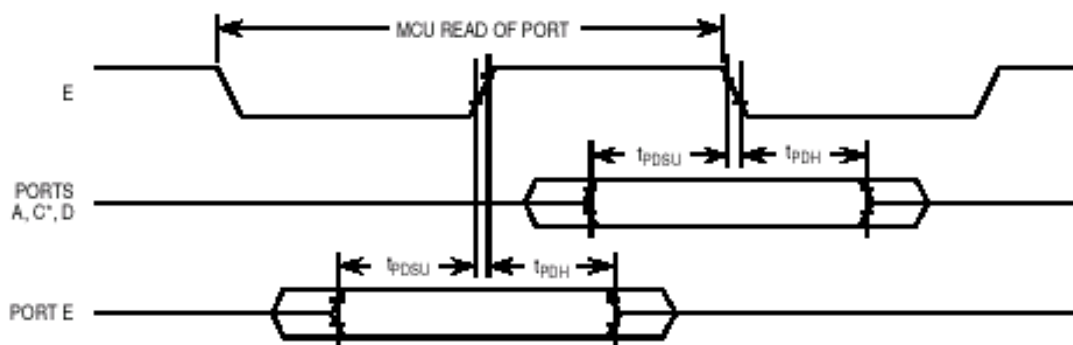 MCU READ OF PORT
E
tPDSU
tPDH
PORTS
A, C*, D
tPDSU
tPDH
PORT E